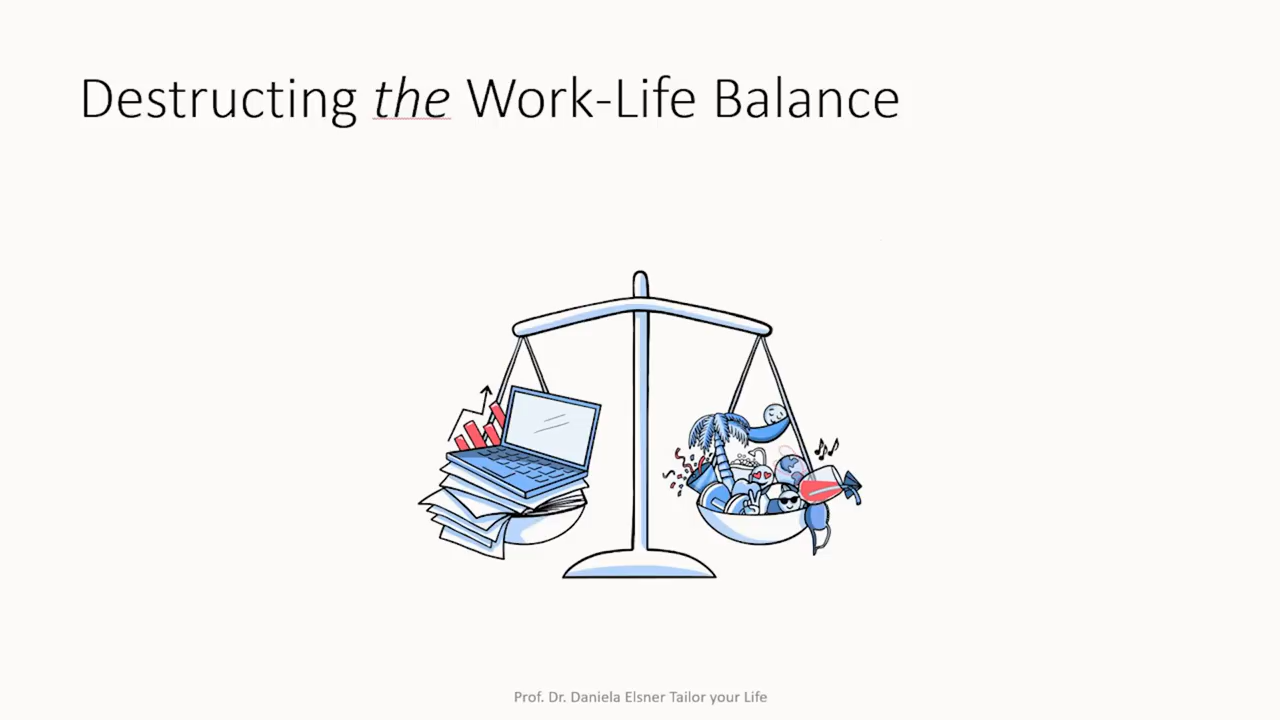 Destructing the Work-Life Balance
Prof. Dr. Daniela Elsner Tailor your Life